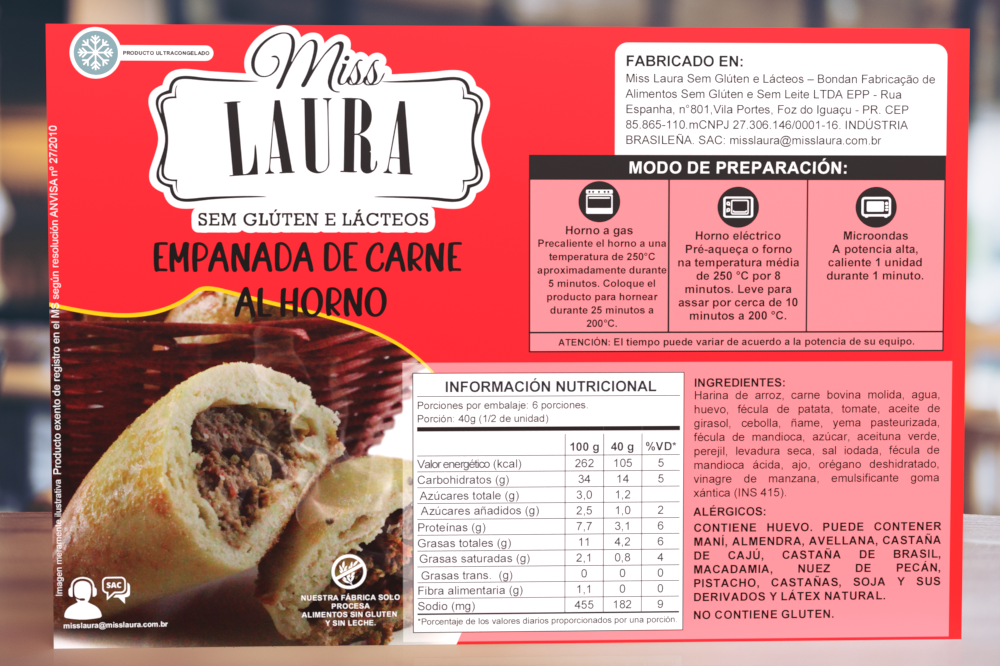 PRODUCTO ULTRACONGELADO
Miss
LAURA
SEM GLÚTEN E LÁCTEOS
EMPANADA DE CARNE
AL HORNO
Imagen meramente ilustrativa Producto exento de registro en el MS según resolución ANVISA nº 27/2010
SAC
misslaura@misslaura.com.br
NUESTRA FÁBRICA SOLO
PROCESA
ALIMENTOS SIN GLUTEN
Y SIN LECHE.
FABRICADO EN:
Miss Laura Sem Glúten e Lácteos – Bondan Fabricação de
Alimentos Sem Glúten e Sem Leite LTDA EPP - Rua
Espanha, n°801,Vila Portes, Foz do Iguaçu - PR. CEP
85.865-110.mCNPJ 27.306.146/0001-16. INDÚSTRIA
BRASILEÑA. SAC: misslaura@misslaura.com.br
MODO DE PREPARACIÓN:
Horno a gas
Precaliente el horno a una
temperatura de 250°C
aproximadamente durante
5 minutos. Coloque el
producto para hornear
durante 25 minutos a
200°C.
Horno eléctrico
Pré-aqueça o forno
na temperatura média
de 250 °C por 8
minutos. Leve para
assar por cerca de 10
minutos a 200 °C.
Microondas
A potencia alta,
caliente 1 unidad
durante 1 minuto.
ATENCIÓN: El tiempo puede variar de acuerdo a la potencia de su equipo.
INFORMACIÓN NUTRICIONAL
Porciones por embalaje: 6 porciones.
Porción: 40g (1/2 de unidad)
100 g 40 g %VD*
Valor energético (kcal) 262 105 5
Carbohidratos (g) 34 14 5
Azúcares totale (g) 3,0 1,2
Azúcares añadidos (g) 2,5 1,0 2
Proteínas (g) 7,7 3,1 6
Grasas totales (g) 11 4,2 6
Grasas saturadas (g) 2,1 0,8 4
Grasas trans. (g) 0 0 0
Fibra alimentaria (g) 1,1 0 0
Sodio (mg) 455 182 9
*Porcentaje de los valores diarios proporcionados por una porción.
INGREDIENTES:
Harina de arroz, carne bovina molida, agua,
huevo, fécula de patata, tomate, aceite de
girasol, cebolla, ñame, yema pasteurizada,
fécula de mandioca, azúcar, aceituna verde,
perejil, levadura seca, sal iodada, fécula de
mandioca ácida, ajo, orégano deshidratado,
vinagre de manzana, emulsificante goma
xántica (INS 415).
ALÉRGICOS:
CONTIENE HUEVO. PUEDE CONTENER
MANÍ, ALMENDRA, AVELLANA, CASTAÑA
DE CAJÚ, CASTAÑA DE BRASIL,
MACADAMIA, NUEZ DE PECÁN,
PISTACHO, CASTAÑAS, SOJA Y SUS
DERIVADOS Y LÁTEX NATURAL.
NO CONTIENE GLUTEN.